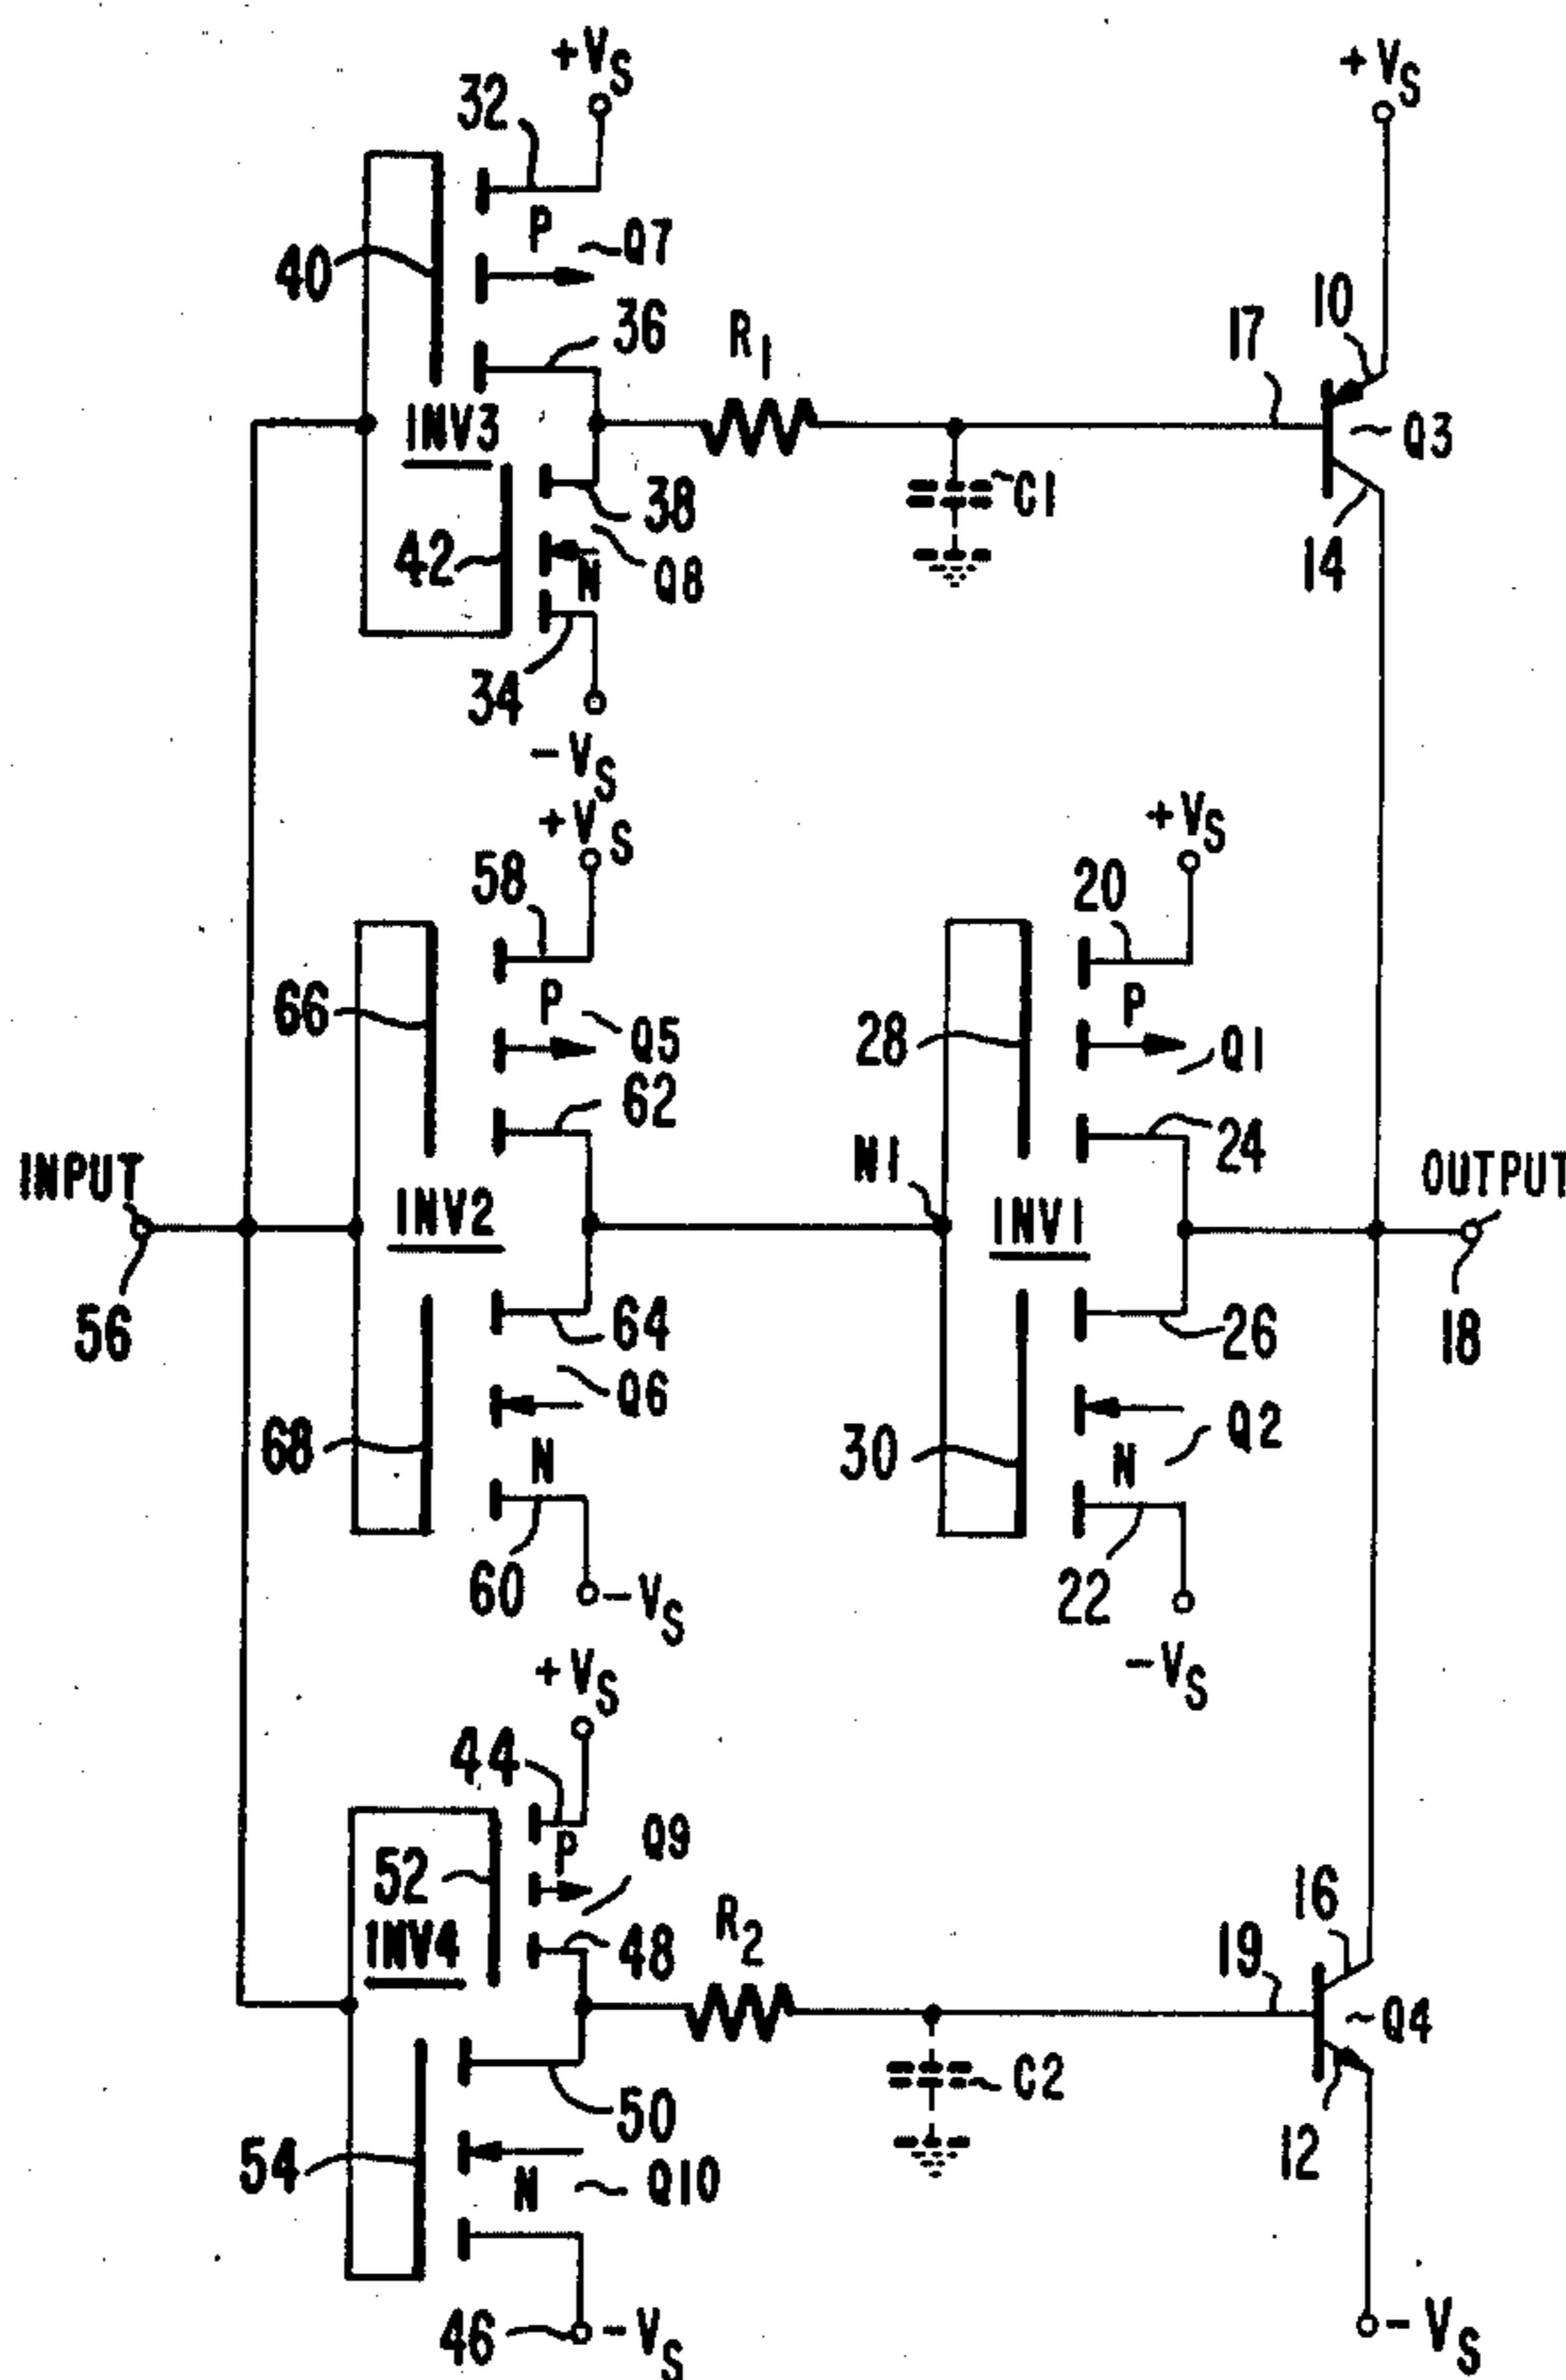 +VS
+VS
32
P
Q7
40
36
R1
17
10
INV3
Q3
38
C1
42
N
Q8
14
34
-VS
+VS
+VS
58
20
66
P
Q5
28
P
Q1
62
N1
24
INPUT
INV2
INV1
OUTPUT
56
64
26
18
Q6
68
N
30
N
Q2
60
-VS
22
-VS
+VS
44
P
Q9
52
16
INV4
48
R2
19
Q4
50
C2
54
N
Q10
12
46
-VS
-VS